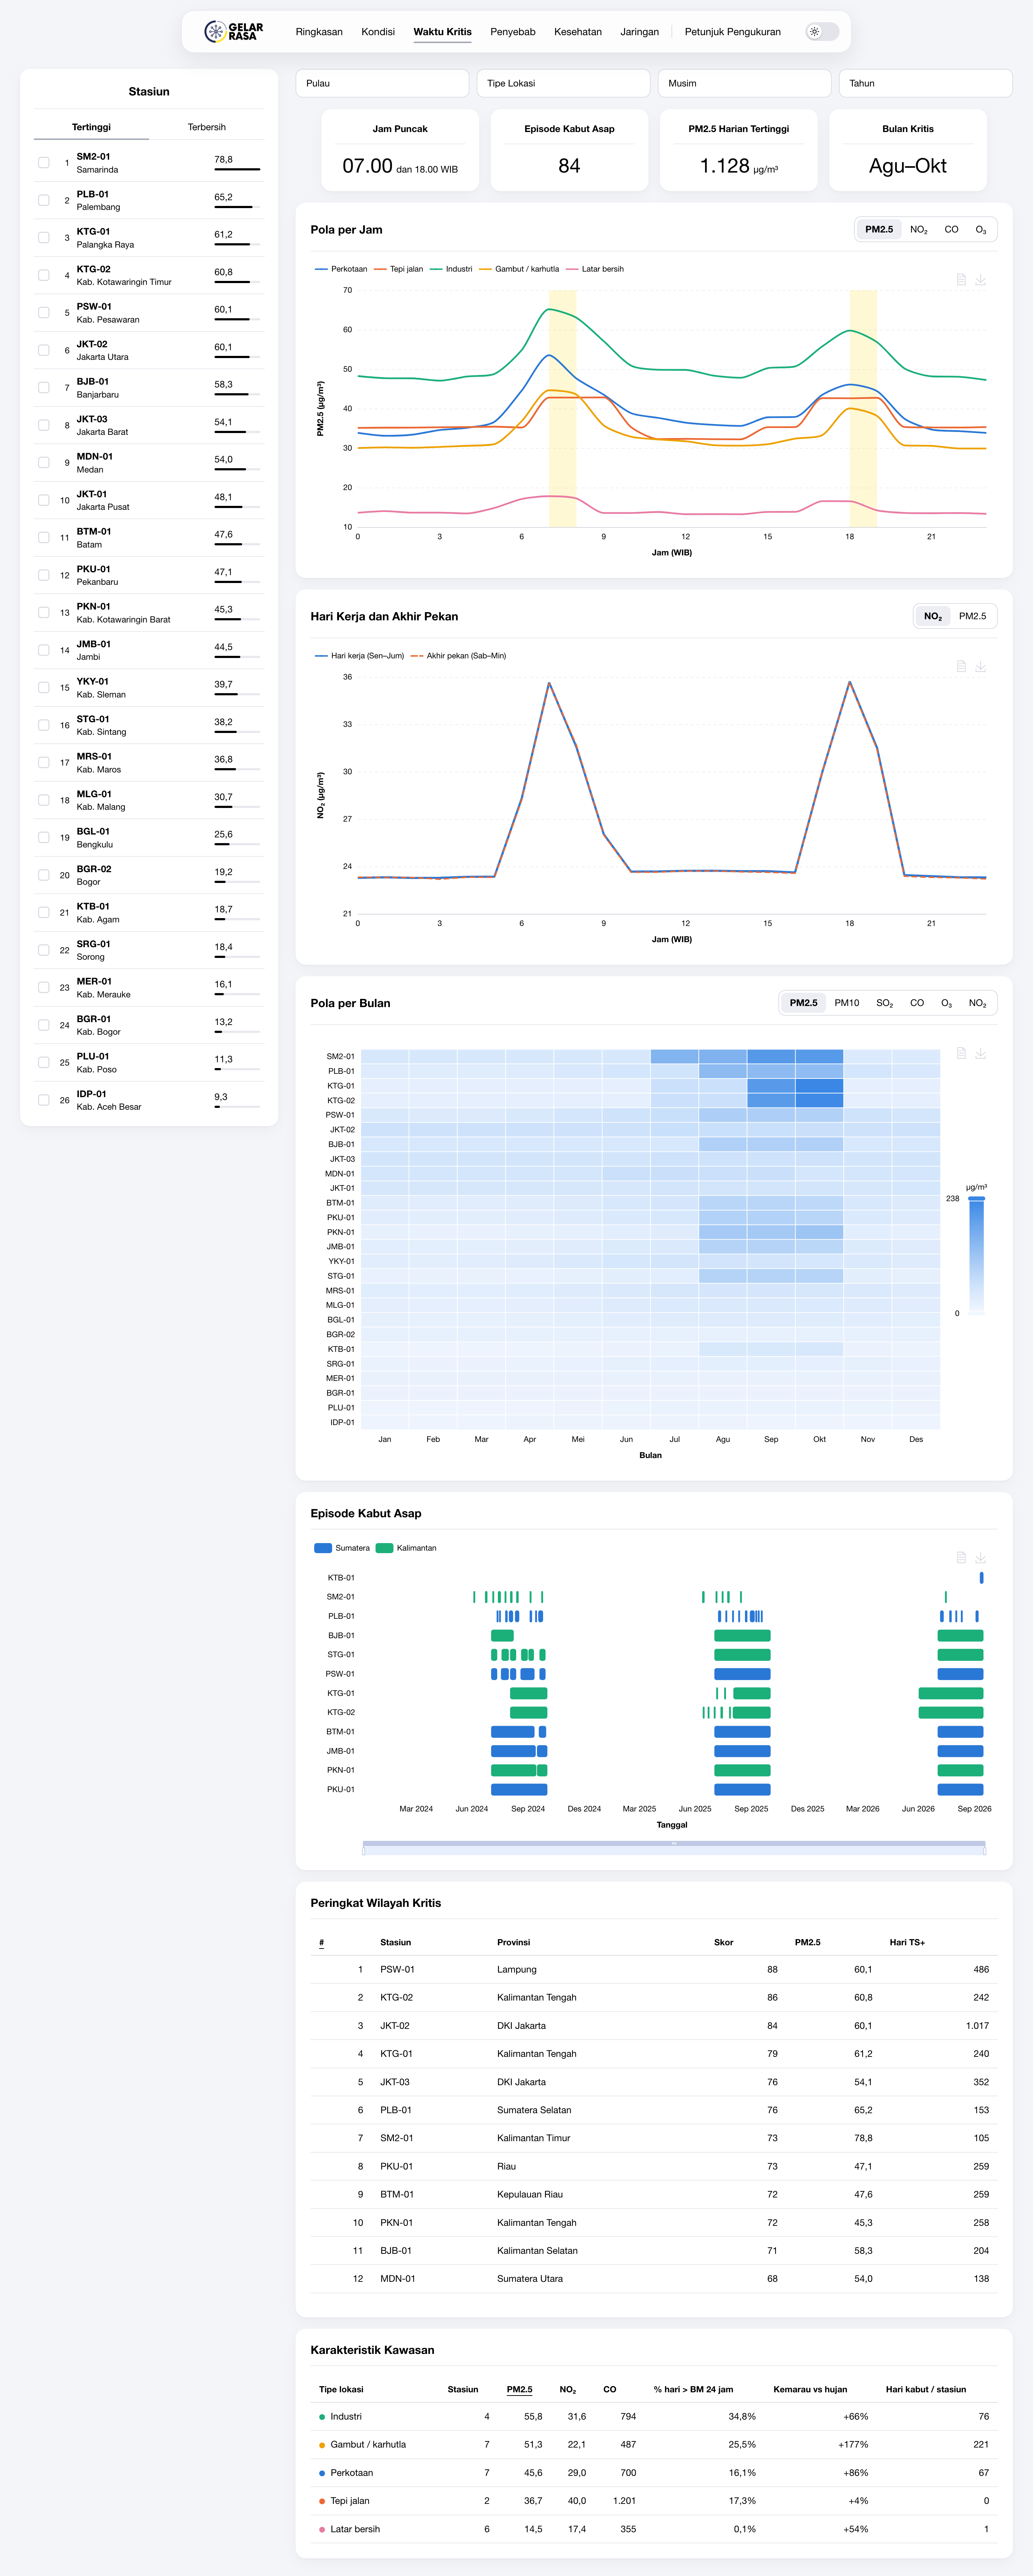 GELAR
RASA
Ringkasan Kondisi Waktu Kritis Penyebab Kesehatan Jaringan Petunjuk Pengukuran
Stasiun
Tertinggi Terbersih
1 SM2-01 78,8
Samarinda
2 PLB-01 65,2
Palembang
3 KTG-01 61,2
Palangka Raya
4 KTG-02 60,8
Kab. Kotawaringin Timur
5 PSW-01 60,1
Kab. Pesawaran
6 JKT-02 60,1
Jakarta Utara
7 BJB-01 58,3
Banjarbaru
8 JKT-03 54,1
Jakarta Barat
9 MDN-01 54,0
Medan
10 JKT-01 48,1
Jakarta Pusat
11 BTM-01 47,6
Batam
12 PKU-01 47,1
Pekanbaru
13 PKN-01 45,3
Kab. Kotawaringin Barat
14 JMB-01 44,5
Jambi
15 YKY-01 39,7
Kab. Sleman
16 STG-01 38,2
Kab. Sintang
17 MRS-01 36,8
Kab. Maros
18 MLG-01 30,7
Kab. Malang
19 BGL-01 25,6
Bengkulu
20 BGR-02 19,2
Bogor
21 KTB-01 18,7
Kab. Agam
22 SRG-01 18,4
Sorong
23 MER-01 16,1
Kab. Merauke
24 BGR-01 13,2
Kab. Bogor
25 PLU-01 11,3
Kab. Poso
26 IDP-01 9,3
Kab. Aceh Besar
Pulau Tipe Lokasi Musim Tahun
Jam Puncak
07.00 dan 18.00 WIB
Episode Kabut Asap
84
PM2.5 Harian Tertinggi
1.128 µg/m³
Bulan Kritis
Agu–Okt
Pola per Jam
PM2.5 NO₂ CO O₃
Perkotaan Tepi jalan Industri Gambut / karhutla Latar bersih
PM2.5 (µg/m³)
70
60
50
40
30
20
10
0 3 6 9 12 15 18 21
Jam (WIB)
Hari Kerja dan Akhir Pekan
NO₂ PM2.5
Hari kerja (Sen–Jum) Akhir pekan (Sab–Min)
NO₂ (µg/m³)
36
33
30
27
24
21
0 3 6 9 12 15 18 21
Jam (WIB)
Pola per Bulan
PM2.5 PM10 SO₂ CO O₃ NO₂
SM2-01
PLB-01
KTG-01
KTG-02
PSW-01
JKT-02
BJB-01
JKT-03
MDN-01
JKT-01
BTM-01
PKU-01
PKN-01
JMB-01
YKY-01
STG-01
MRS-01
MLG-01
BGL-01
BGR-02
KTB-01
SRG-01
MER-01
BGR-01
PLU-01
IDP-01
Jan Feb Mar Apr Mei Jun Jul Agu Sep Okt Nov Des
Bulan
µg/m³
238
0
Episode Kabut Asap
Sumatera Kalimantan
KTB-01
SM2-01
PLB-01
BJB-01
STG-01
PSW-01
KTG-01
KTG-02
BTM-01
JMB-01
PKN-01
PKU-01
Mar 2024 Jun 2024 Sep 2024 Des 2024 Mar 2025 Jun 2025 Sep 2025 Des 2025 Mar 2026 Jun 2026 Sep 2026
Tanggal
Peringkat Wilayah Kritis
# Stasiun Provinsi Skor PM2.5 Hari TS+
1 PSW-01 Lampung 88 60,1 486
2 KTG-02 Kalimantan Tengah 86 60,8 242
3 JKT-02 DKI Jakarta 84 60,1 1.017
4 KTG-01 Kalimantan Tengah 79 61,2 240
5 JKT-03 DKI Jakarta 76 54,1 352
6 PLB-01 Sumatera Selatan 76 65,2 153
7 SM2-01 Kalimantan Timur 73 78,8 105
8 PKU-01 Riau 73 47,1 259
9 BTM-01 Kepulauan Riau 72 47,6 259
10 PKN-01 Kalimantan Tengah 72 45,3 258
11 BJB-01 Kalimantan Selatan 71 58,3 204
12 MDN-01 Sumatera Utara 68 54,0 138
Karakteristik Kawasan
Tipe lokasi Stasiun PM2.5 NO₂ CO % hari > BM 24 jam Kemarau vs hujan Hari kabut / stasiun
Industri 4 55,8 31,6 794 34,8% +66% 76
Gambut / karhutla 7 51,3 22,1 487 25,5% +177% 221
Perkotaan 7 45,6 29,0 700 16,1% +86% 67
Tepi jalan 2 36,7 40,0 1.201 17,3% +4% 0
Latar bersih 6 14,5 17,4 355 0,1% +54% 1